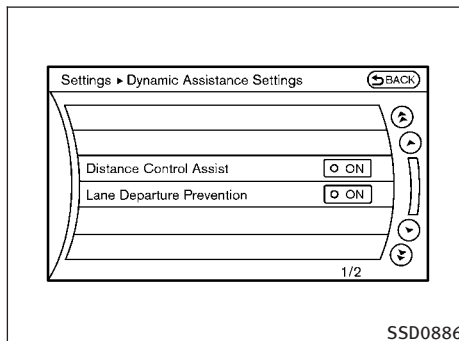 Settings ▸ Dynamic Assistance Settings BACK
Distance Control Assist ON
Lane Departure Prevention ON
1/2
SSD0886